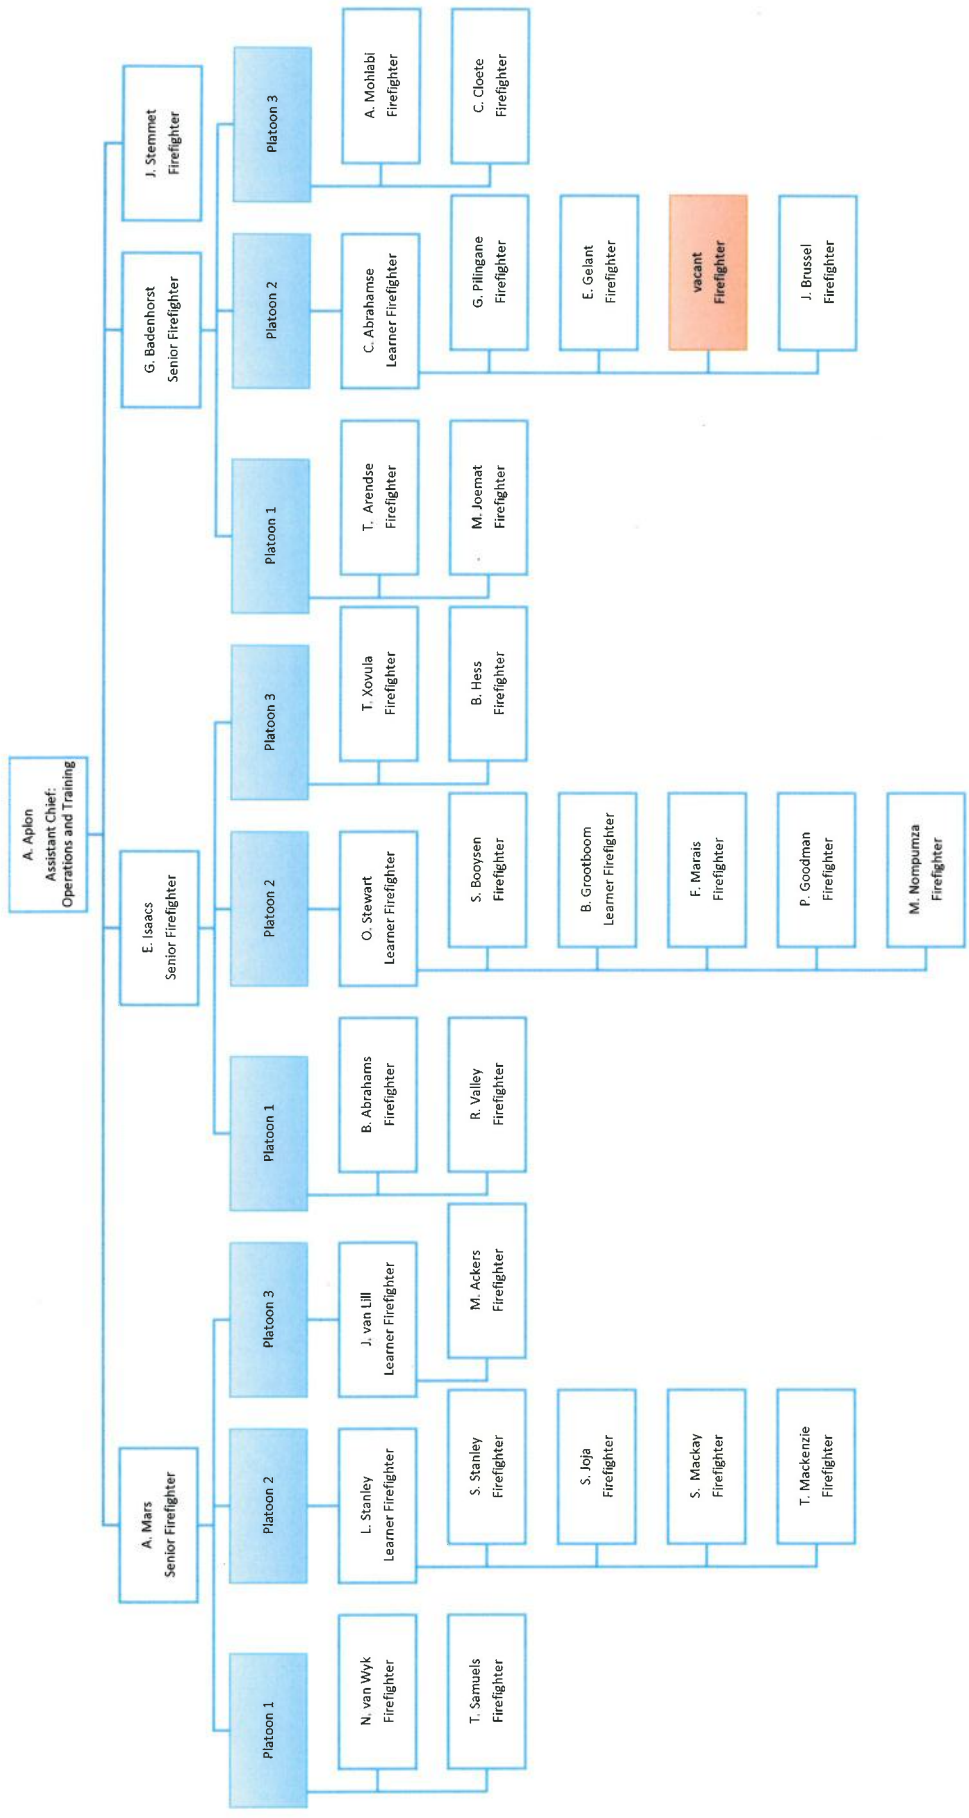 A. Aplon
Assistant Chief:
Operations and Training
A. Mars
Senior Firefighter
E. Isaacs
Senior Firefighter
G. Badenhorst
Senior Firefighter
J. Stemmet
Firefighter
Platoon 1
N. van Wyk
Firefighter
T. Samuels
Firefighter
Platoon 2
L. Stanley
Learner Firefighter
S. Stanley
Firefighter
S. Joja
Firefighter
S. Mackay
Firefighter
T. Mackenzie
Firefighter
Platoon 3
J. van Lill
Learner Firefighter
M. Ackers
Firefighter
Platoon 1
B. Abrahams
Firefighter
R. Valley
Firefighter
Platoon 2
O. Stewart
Learner Firefighter
S. Booysen
Firefighter
B. Grootboom
Learner Firefighter
F. Marais
Firefighter
P. Goodman
Firefighter
M. Nompumza
Firefighter
Platoon 3
T. Xovula
Firefighter
B. Hess
Firefighter
Platoon 1
T. Arendse
Firefighter
M. Joemat
Firefighter
Platoon 2
C. Abrahamse
Learner Firefighter
G. Pilingane
Firefighter
E. Gelant
Firefighter
vacant
Firefighter
J. Brussel
Firefighter
Platoon 3
A. Mohlabi
Firefighter
C. Cloete
Firefighter